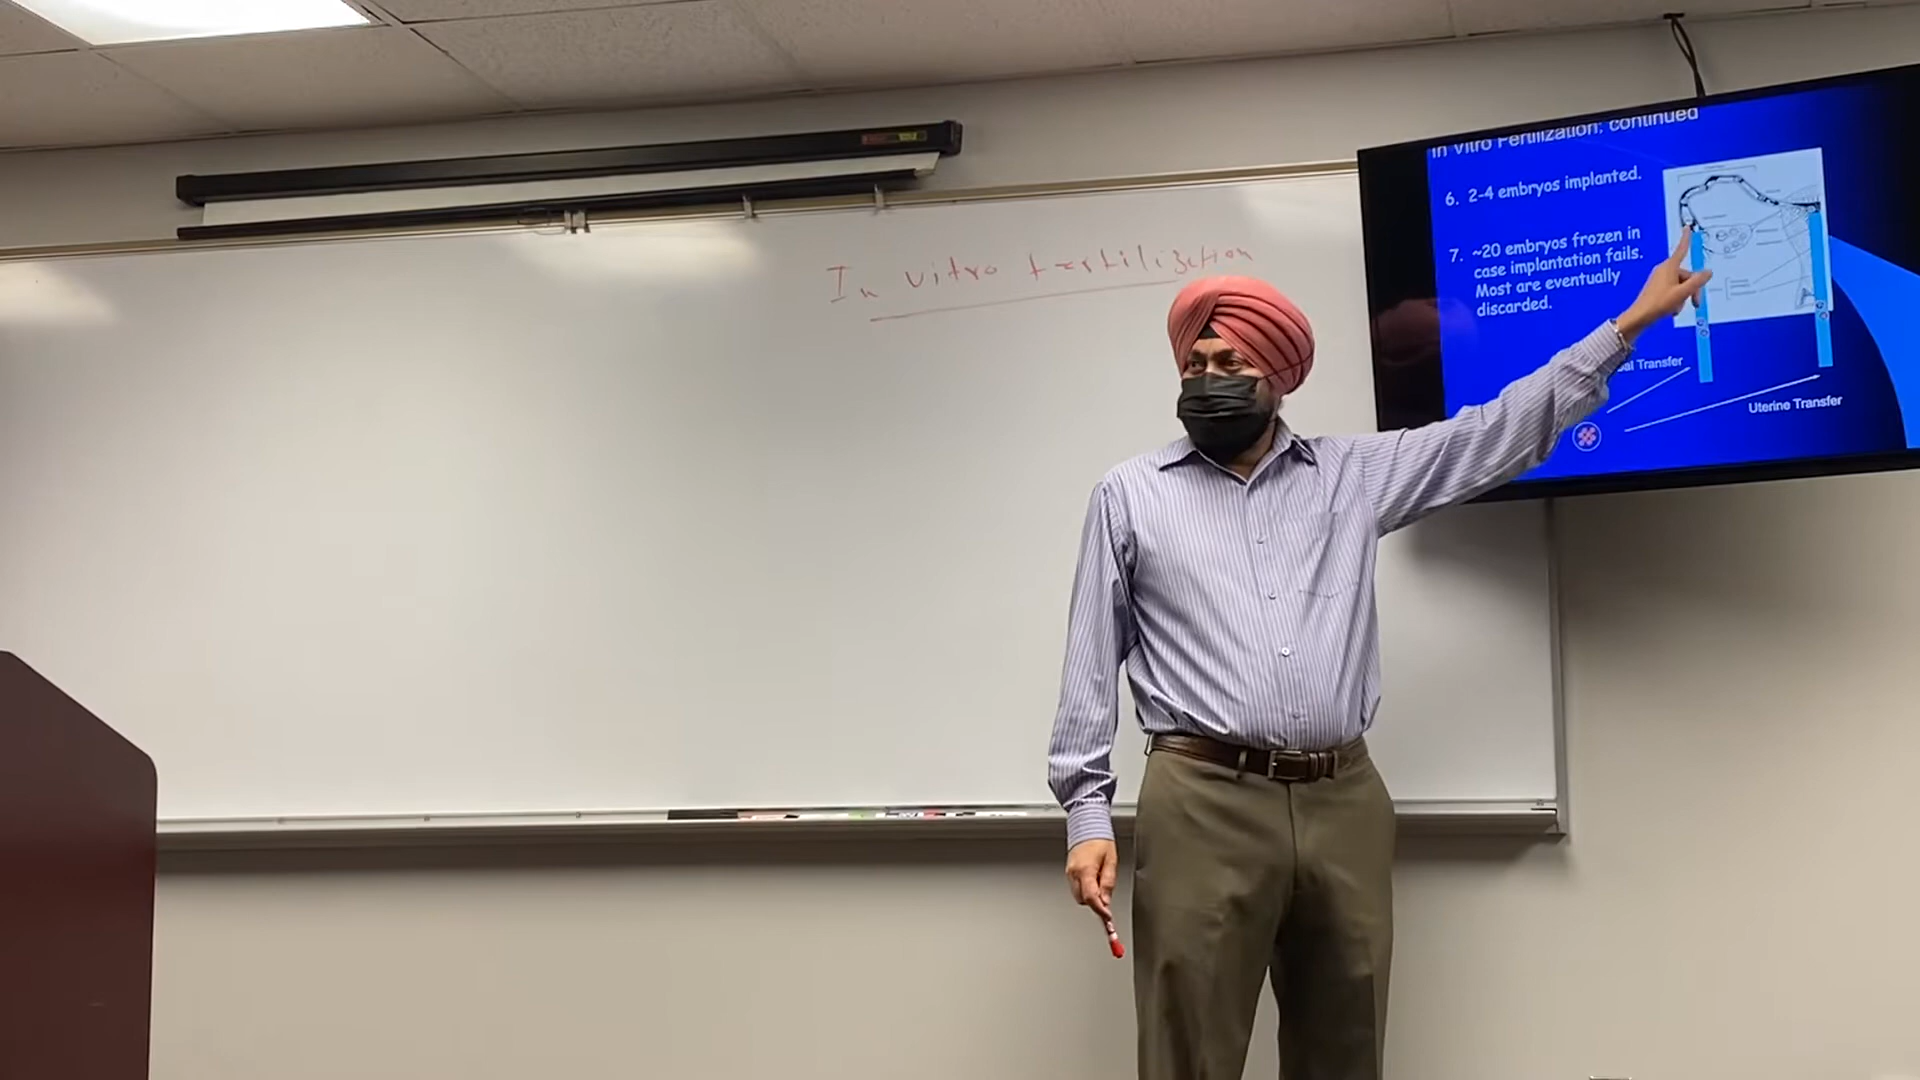 In vitro fertilization
In Vitro Fertilization: continued
6. 2-4 embryos implanted.
7. ~20 embryos frozen in
case implantation fails.
Most are eventually
discarded.
Transfer
Uterine Transfer